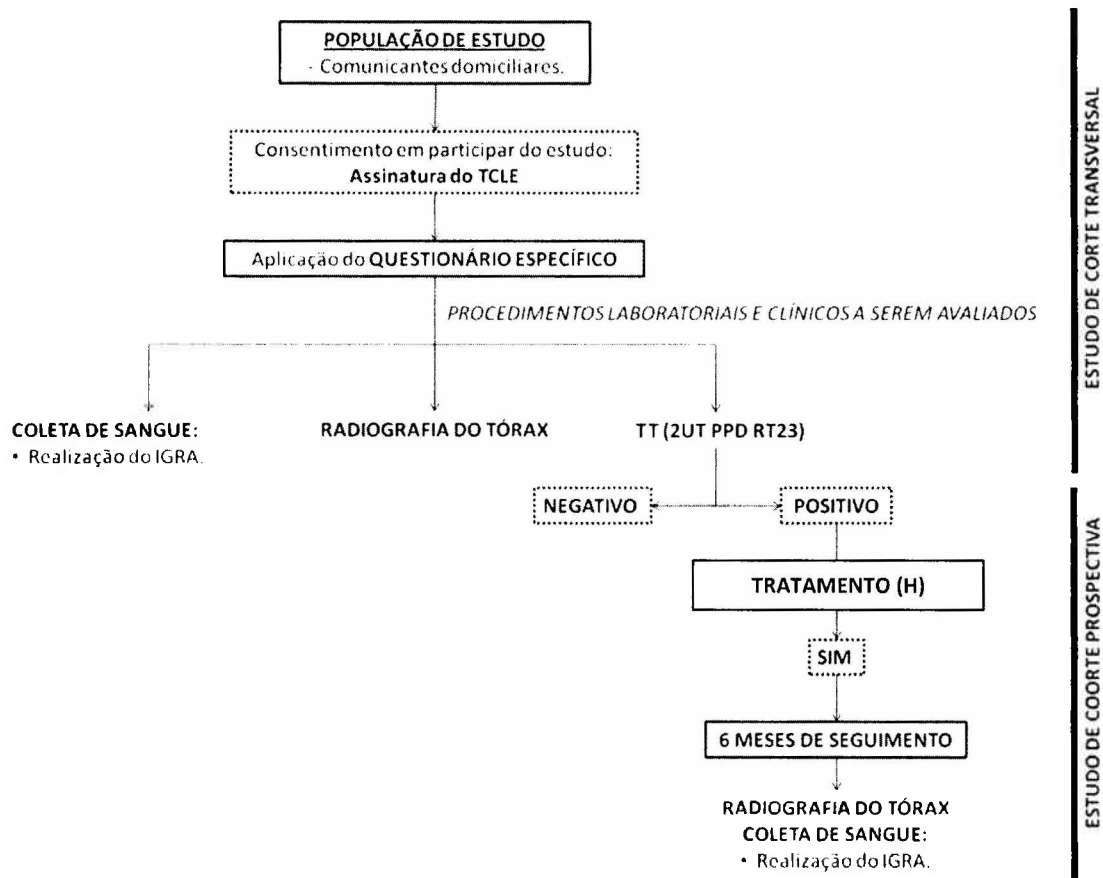 POPULAÇÃO DE ESTUDO
- Comunicantes domiciliares.
Consentimento em participar do estudo:
Assinatura do TCLE
Aplicação do QUESTIONÁRIO ESPECÍFICO
PROCEDIMENTOS LABORATORIAIS E CLÍNICOS A SEREM AVALIADOS
COLETA DE SANGUE:
• Realização do IGRA.
RADIOGRAFIA DO TÓRAX
TT (2UT PPD RT23)
NEGATIVO
POSITIVO
TRATAMENTO (H)
SIM
6 MESES DE SEGUIMENTO
RADIOGRAFIA DO TÓRAX
COLETA DE SANGUE:
• Realização do IGRA.
ESTUDO DE CORTE TRANSVERSAL
ESTUDO DE COORTE PROSPECTIVA